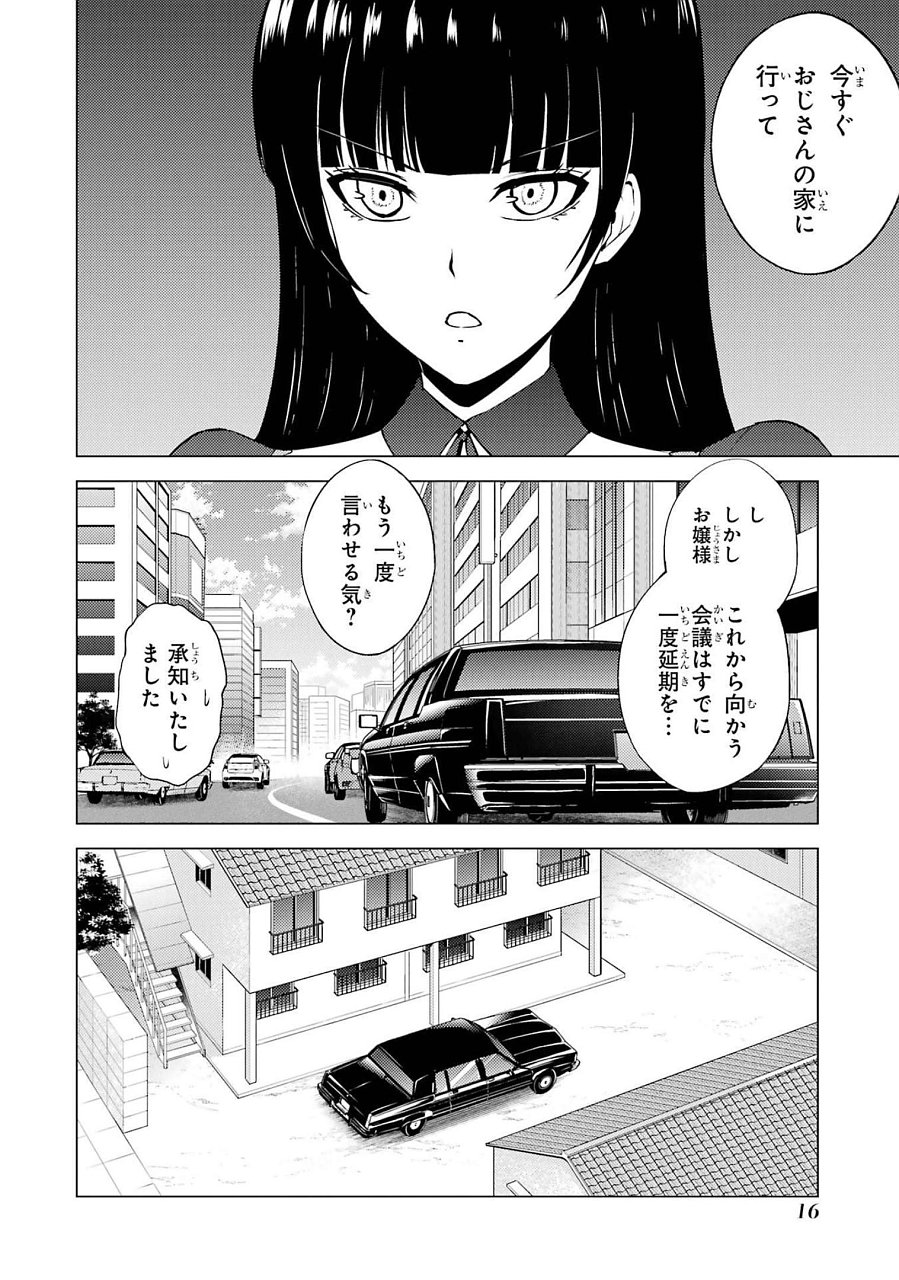 今すぐ
おじさんの家に
行って
し
しかし
お嬢様
これから向かう
会議はすでに
一度延期を…
もう一度
言わせる気?
承知いたし
ました
16